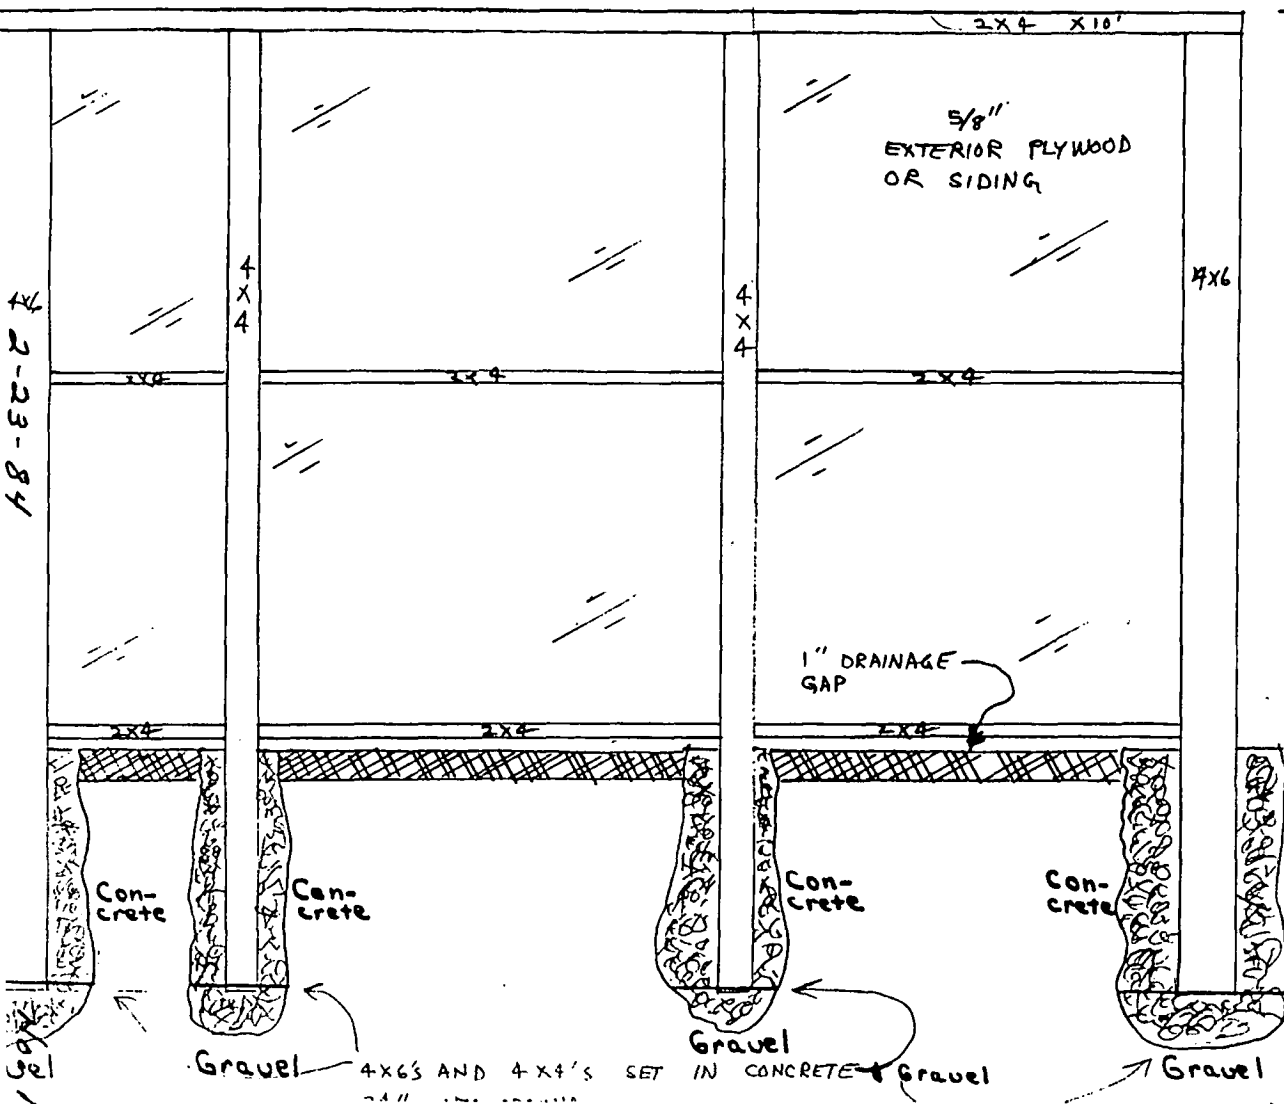 2X4 X10'
5/8"
EXTERIOR PLYWOOD
OR SIDING
4X6
4
X
4
4
X
4
4X6
2-23-84
2X4
2X4
2X4
1" DRAINAGE
GAP
2X4
2X4
2X4
Con-
crete
Con-
crete
Con-
crete
Con-
crete
Gravel
Gravel
Gravel
4X6'S AND 4X4'S SET IN CONCRETE + Gravel